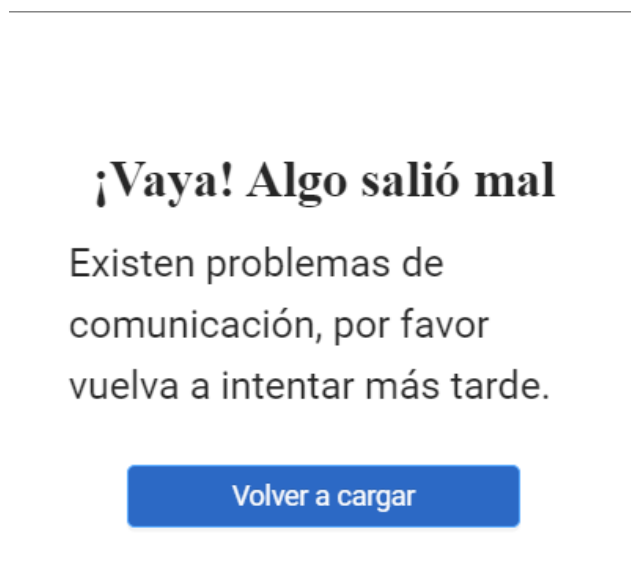 ¡Vaya! Algo salió mal
Existen problemas de
comunicación, por favor
vuelva a intentar más tarde.
Volver a cargar